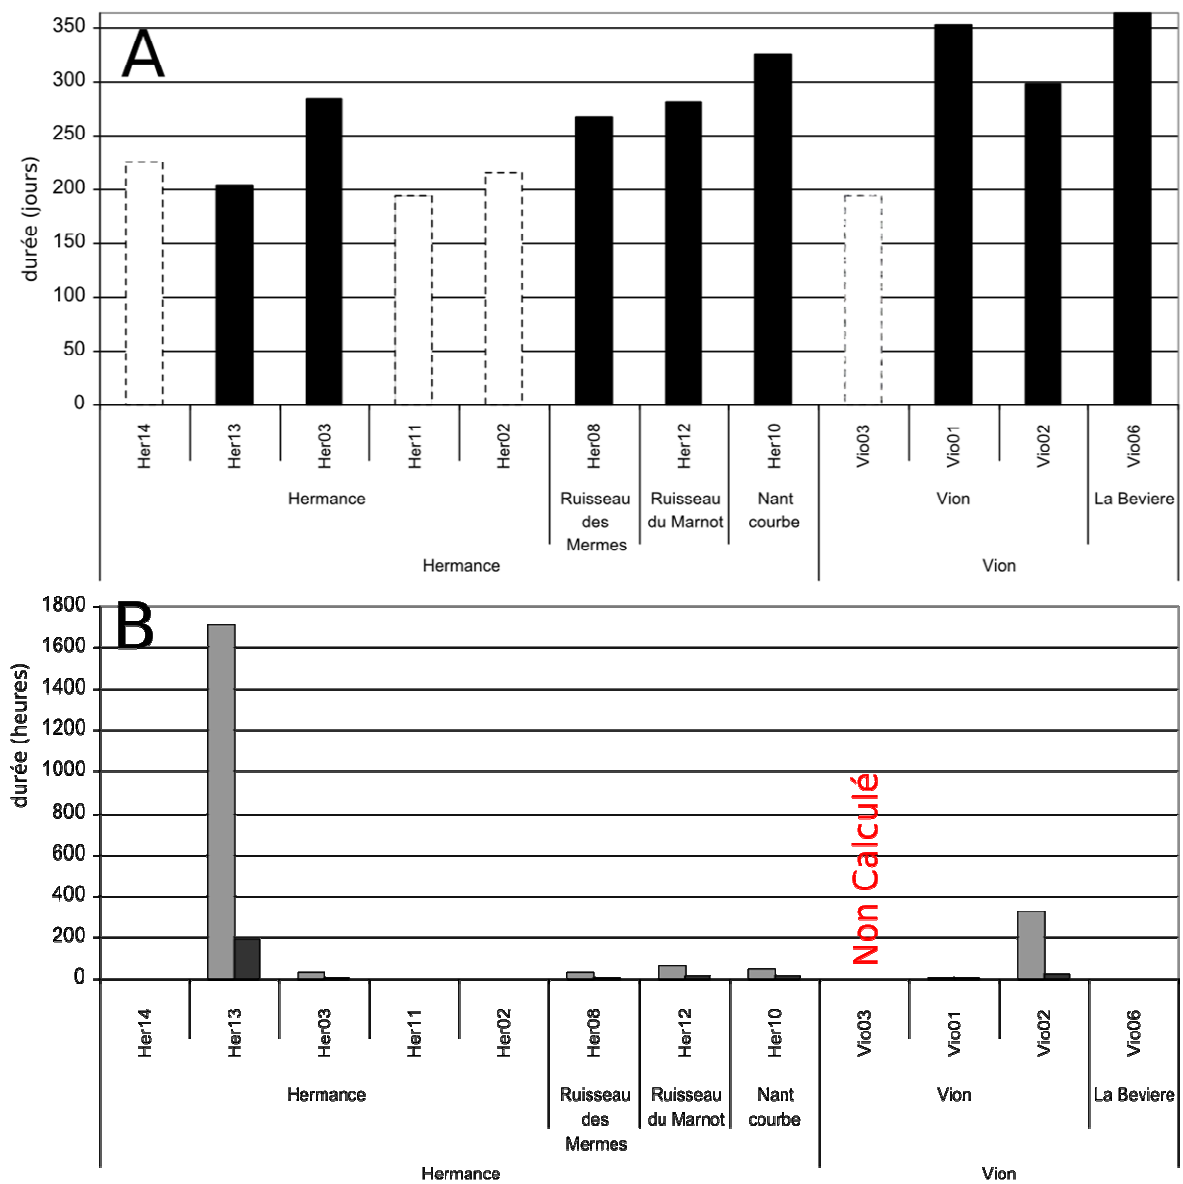 A
durée (jours)
350
300
250
200
150
100
50
0
Her14 Her13 Her03 Her11 Her02 Her08 Her12 Her10 Vio03 Vio01 Vio02 Vio06
Hermance Ruisseau Ruisseau Nant Vion La Beviere
des du Marnot courbe
Mermes
Hermance Vion
B
durée (heures)
1800
1600
1400
1200
1000
800
600
400
200
0
Non Calculé
Her14 Her13 Her03 Her11 Her02 Her08 Her12 Her10 Vio03 Vio01 Vio02 Vio06
Hermance Ruisseau Ruisseau Nant Vion La Beviere
des du Marnot courbe
Mermes
Hermance Vion